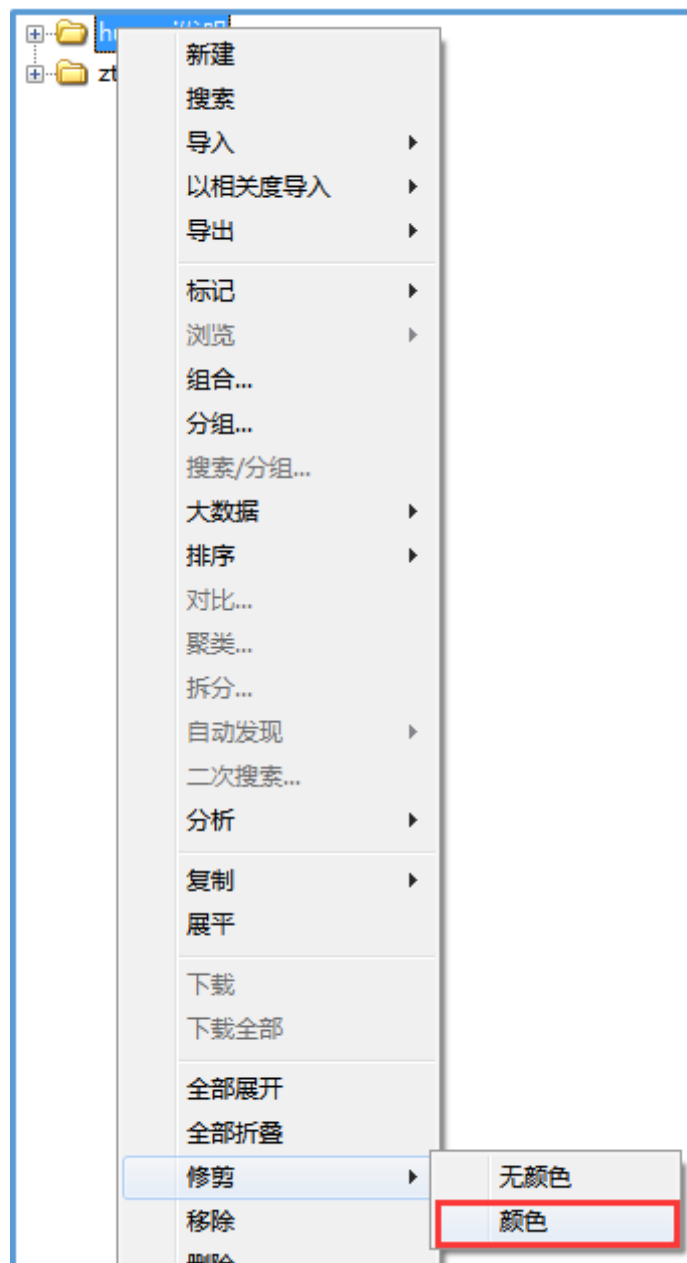 zt
新建
搜索
导入
以相关度导入
导出
标记
浏览
组合...
分组...
搜索/分组...
大数据
排序
对比...
聚类...
拆分...
自动发现
二次搜索...
分析
复制
展平
下载
下载全部
全部展开
全部折叠
修剪
无颜色
移除
颜色
删除